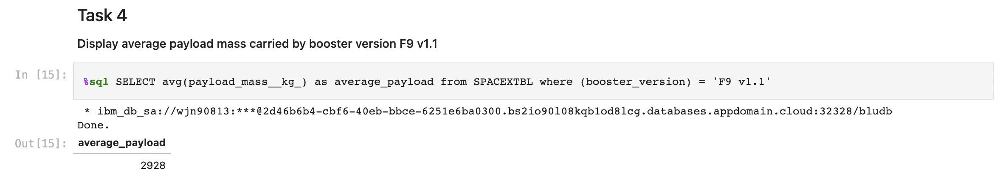 Task 4
Display average payload mass carried by booster version F9 v1.1
In [15]:
%sql SELECT avg(payload_mass__kg_) as average_payload from SPACEXTBL where (booster_version) = 'F9 v1.1'
* ibm_db_sa://wjn90813:***@2d46b6b4-cbf6-40eb-bbce-6251e6ba0300.bs2io90l08kqb1od8lcg.databases.appdomain.cloud:32328/bludb
Done.
Out[15]:
average_payload
2928